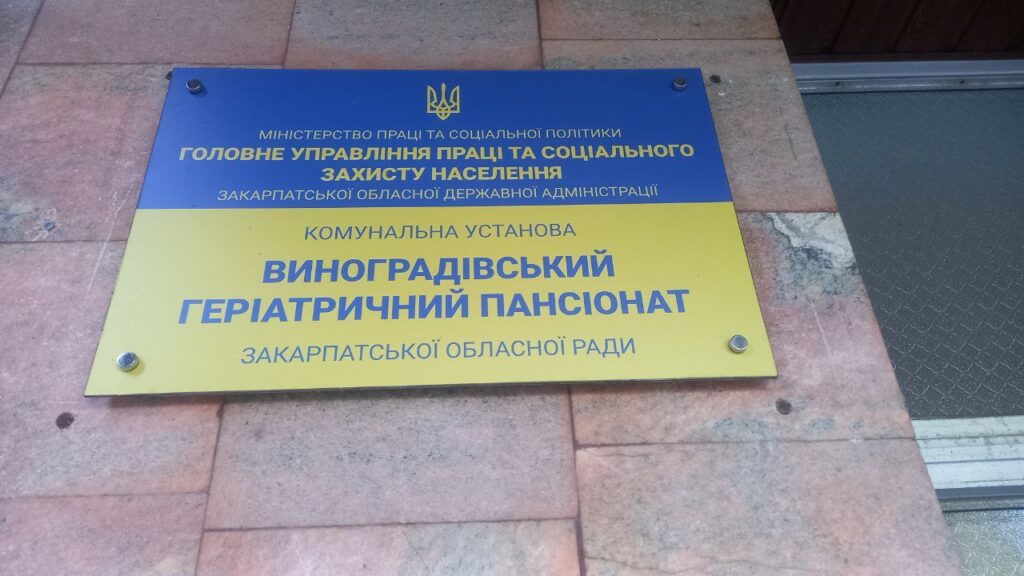 МІНІСТЕРСТВО ПРАЦІ ТА СОЦІАЛЬНОЇ ПОЛІТИКИ
ГОЛОВНЕ УПРАВЛІННЯ ПРАЦІ ТА СОЦІАЛЬНОГО
ЗАХИСТУ НАСЕЛЕННЯ
ЗАКАРПАТСЬКОЇ ОБЛАСНОЇ ДЕРЖАВНОЇ АДМІНІСТРАЦІЇ
КОМУНАЛЬНА УСТАНОВА
ВИНОГРАДІВСЬКИЙ
ГЕРІАТРИЧНИЙ ПАНСІОНАТ
ЗАКАРПАТСЬКОЇ ОБЛАСНОЇ РАДИ